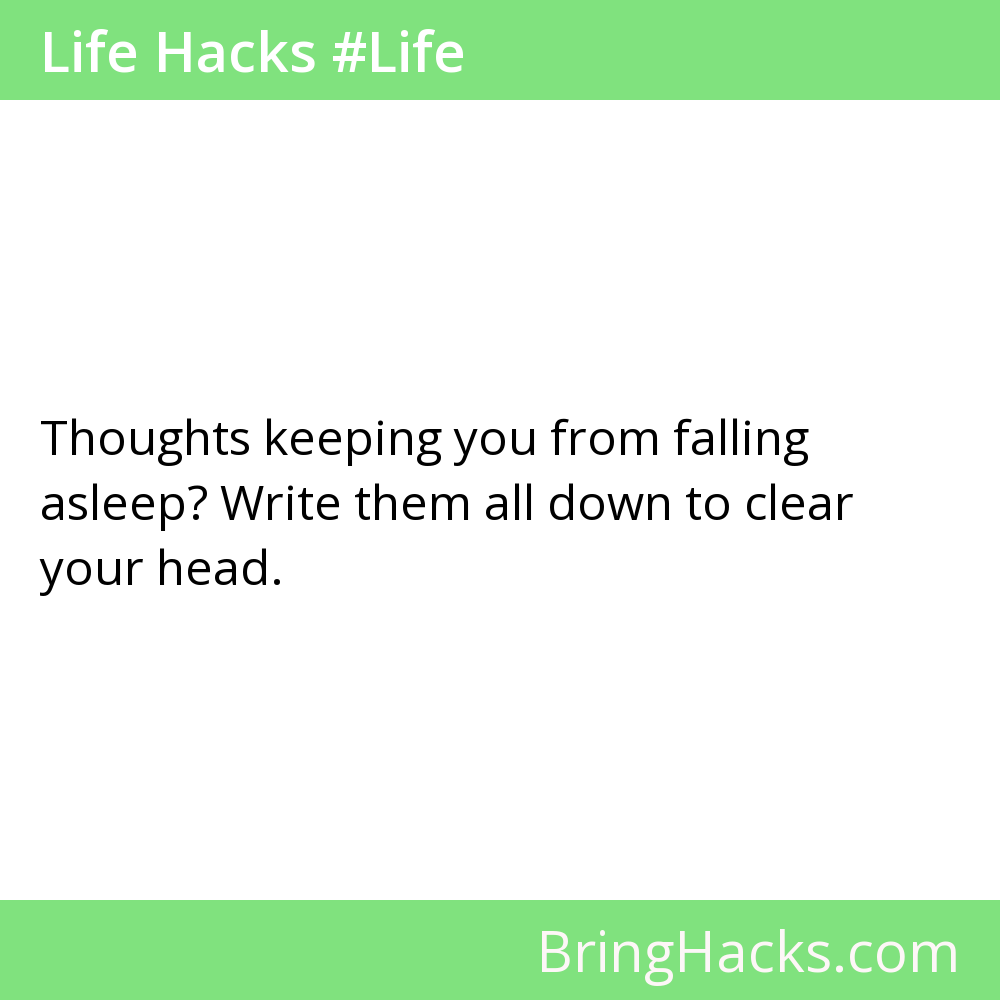 Life Hacks #Life
Thoughts keeping you from falling
asleep? Write them all down to clear
your head.
BringHacks.com